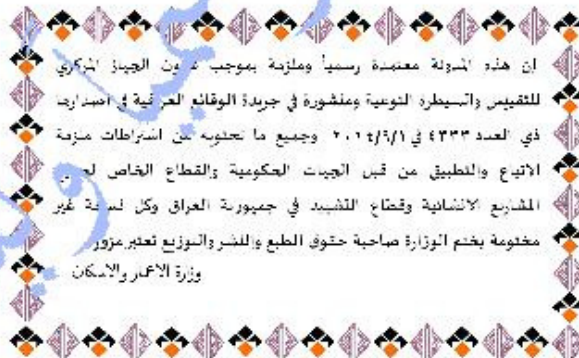 إن هذه المدونة معتمدة رسمياً وملزمة بموجب قانون الجهاز المركزي
للتقييس والسيطرة النوعية ومنشورة في جريدة الوقائع العراقية في اصدارها
ذي العدد ٤٣٣٣ في ٢٠١٤/٩/١ وجميع ما تحتويه من اشتراطات ملزمة
الاتباع والتطبيق من قبل الجهات الحكومية والقطاع الخاص
المشاريع الانشائية وقطاع التشييد في جمهورية العراق وكل نسخة غير
مختومة بختم الوزارة صاحبة حقوق الطبع والنشر والتوزيع تعتبر مزورة
وزارة الاعمار والاسكان